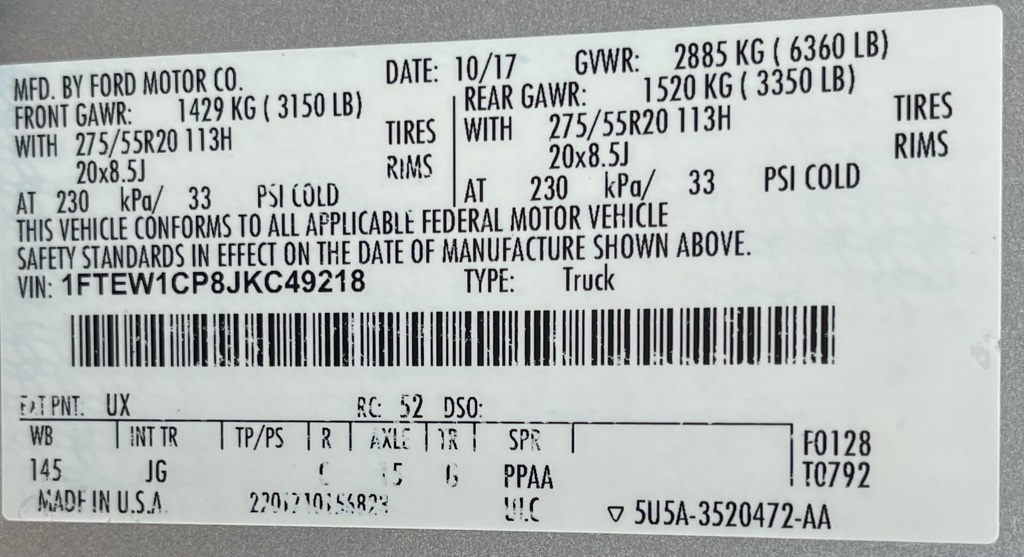 MFD. BY FORD MOTOR CO. DATE: 10/17 GVWR: 2885 KG ( 6360 LB)
FRONT GAWR: 1429 KG ( 3150 LB) REAR GAWR: 1520 KG ( 3350 LB)
WITH 275/55R20 113H TIRES WITH 275/55R20 113H TIRES
20x8.5J RIMS 20x8.5J RIMS
AT 230 kPa/ 33 PSI COLD AT 230 kPa/ 33 PSI COLD
THIS VEHICLE CONFORMS TO ALL APPLICABLE FEDERAL MOTOR VEHICLE
SAFETY STANDARDS IN EFFECT ON THE DATE OF MANUFACTURE SHOWN ABOVE.
VIN: 1FTEW1CP8JKC49218 TYPE: Truck
EXT PNT. UX RC: 52 DSO:
WB INT TR TP/PS R AXLE TR SPR F0128
145 JG PPAA T0792
MADE IN U.S.A. ▽ 5U5A-3520472-AA